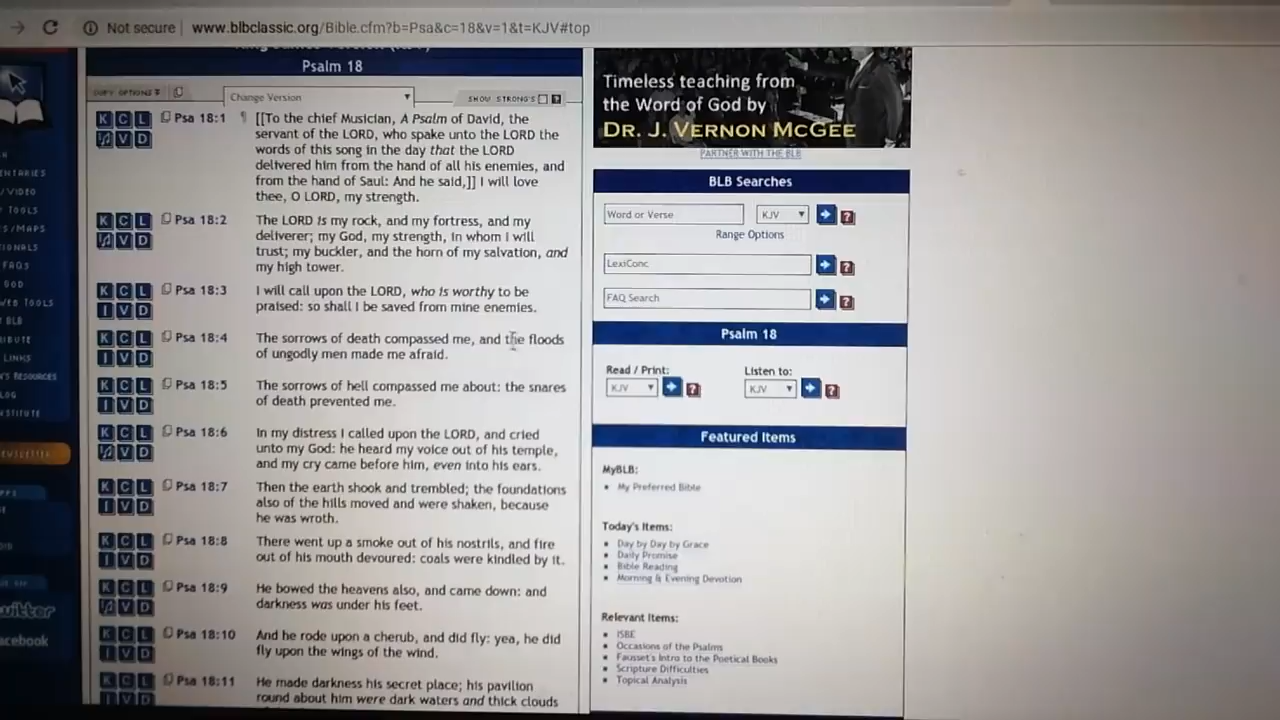 Not secure | www.blbclassic.org/Bible.cfm?b=Psa&c=18&v=1&t=KJV#top
Psalm 18
COPY OPTIONS
Change Version
SHOW STRONG'S
K C L
V D
Psa 18:1
¶ [[To the chief Musician, A Psalm of David, the
servant of the LORD, who spake unto the LORD the
words of this song in the day that the LORD
delivered him from the hand of all his enemies, and
from the hand of Saul: And he said,]] I will love
thee, O LORD, my strength.
K C L
V D
Psa 18:2
The LORD is my rock, and my fortress, and my
deliverer; my God, my strength, in whom I will
trust; my buckler, and the horn of my salvation, and
my high tower.
K C L
I V D
Psa 18:3
I will call upon the LORD, who is worthy to be
praised: so shall I be saved from mine enemies.
K C L
I V D
Psa 18:4
The sorrows of death compassed me, and the floods
of ungodly men made me afraid.
K C L
I V D
Psa 18:5
The sorrows of hell compassed me about: the snares
of death prevented me.
K C L
V D
Psa 18:6
In my distress I called upon the LORD, and cried
unto my God: he heard my voice out of his temple,
and my cry came before him, even into his ears.
K C L
I V D
Psa 18:7
Then the earth shook and trembled; the foundations
also of the hills moved and were shaken, because
he was wroth.
K C L
I V D
Psa 18:8
There went up a smoke out of his nostrils, and fire
out of his mouth devoured: coals were kindled by it.
K C L
V D
Psa 18:9
He bowed the heavens also, and came down: and
darkness was under his feet.
K C L
I V D
Psa 18:10
And he rode upon a cherub, and did fly: yea, he did
fly upon the wings of the wind.
K C L
I V D
Psa 18:11
He made darkness his secret place; his pavilion
round about him were dark waters and thick clouds
Timeless teaching from
the Word of God by
DR. J. VERNON MCGEE
PARTNER WITH THE BLB
BLB Searches
Word or Verse
KJV
?
Range Options
LexiConc
?
FAQ Search
?
Psalm 18
Read / Print:
KJV
?
Listen to:
KJV
?
Featured Items
MyBLB:
My Preferred Bible
Today's Items:
Day by Day by Grace
Daily Promise
Bible Reading
Morning & Evening Devotion
Relevant Items:
ISBE
Occasions of the Psalms
Fausset's Intro to the Poetical Books
Scripture Difficulties
Topical Analysis
/VIDEO
TOOLS
/MAPS
FAQS
GOD
TOOLS
BLB
LINKS
RESOURCES